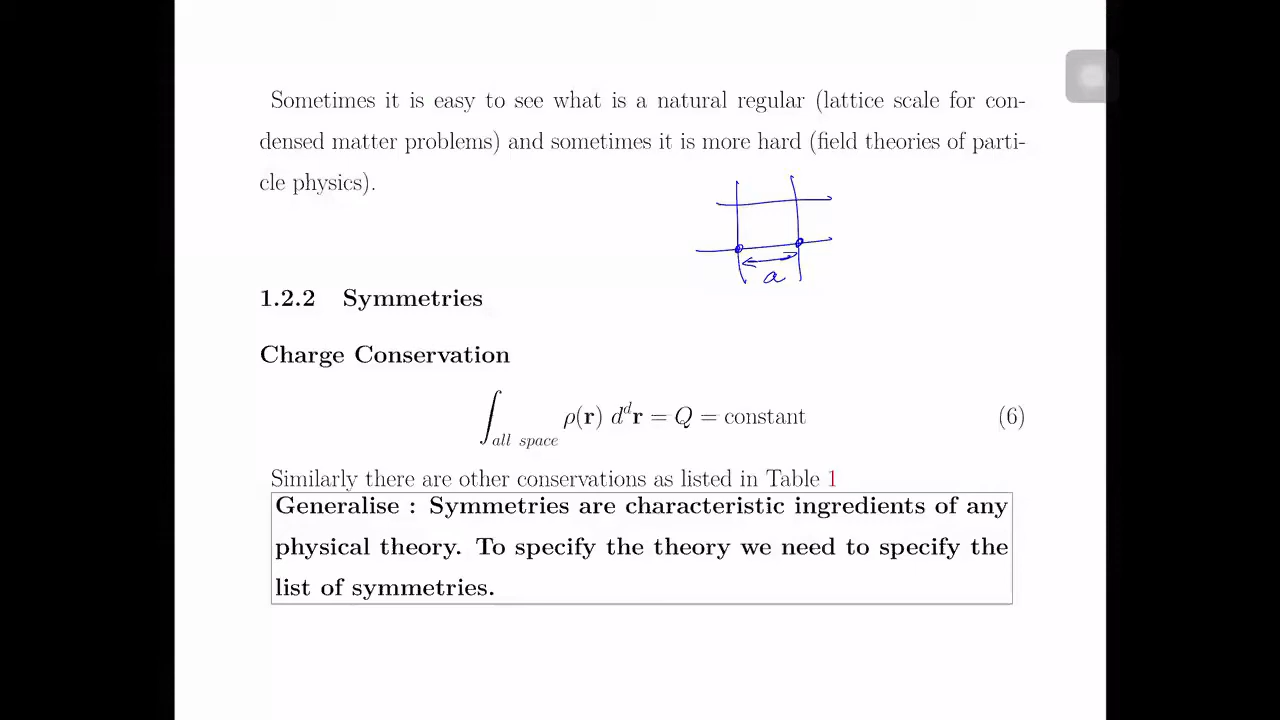 Sometimes it is easy to see what is a natural regular (lattice scale for con-
densed matter problems) and sometimes it is more hard (field theories of parti-
cle physics).
a
1.2.2 Symmetries
Charge Conservation
∫_{all space} ρ(𝐫) d^d𝐫 = Q = constant (6)
Similarly there are other conservations as listed in Table 1
Generalise : Symmetries are characteristic ingredients of any
physical theory. To specify the theory we need to specify the
list of symmetries.